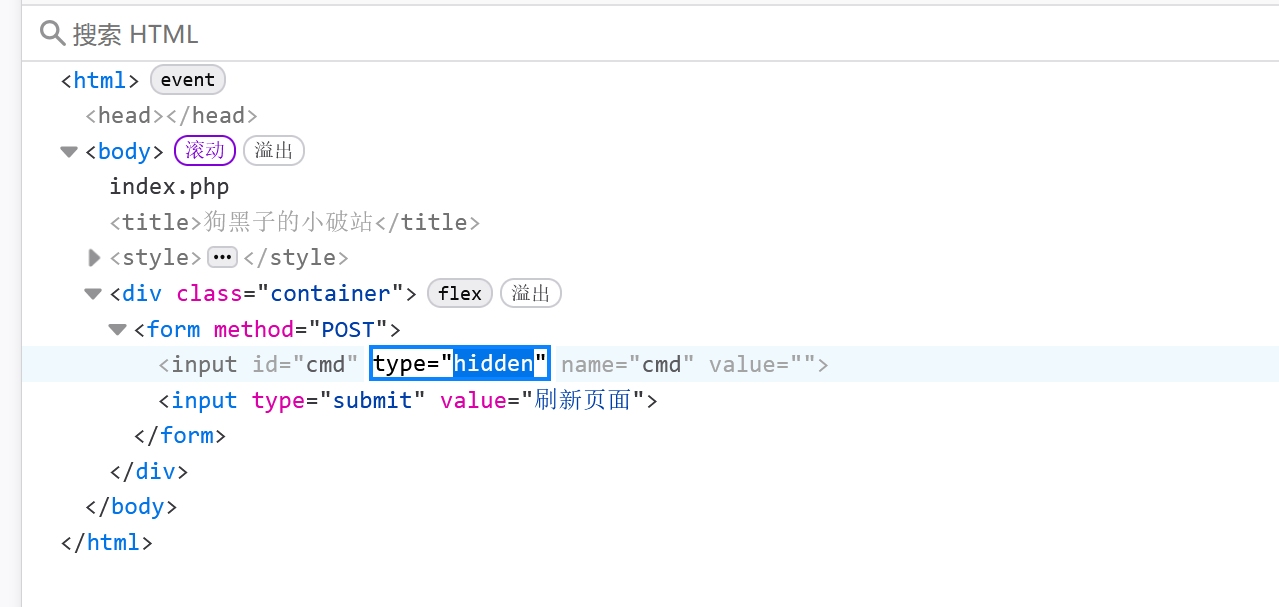 搜索 HTML
<html> event
<head></head>
<body> 滚动 溢出
index.php
<title>狗黑子的小破站</title>
<style>•••</style>
<div class="container"> flex 溢出
<form method="POST">
<input id="cmd" type="hidden" name="cmd" value="">
<input type="submit" value="刷新页面">
</form>
</div>
</body>
</html>